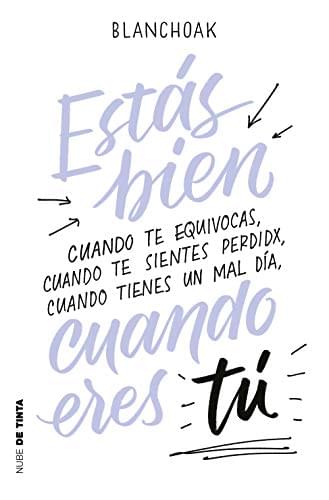 BLANCHOAK
Estás
bien
CUANDO TE EQUIVOCAS,
CUANDO TE SIENTES PERDIDX,
CUANDO TIENES UN MAL DÍA,
cuando
eres tú
NUBE DE TINTA